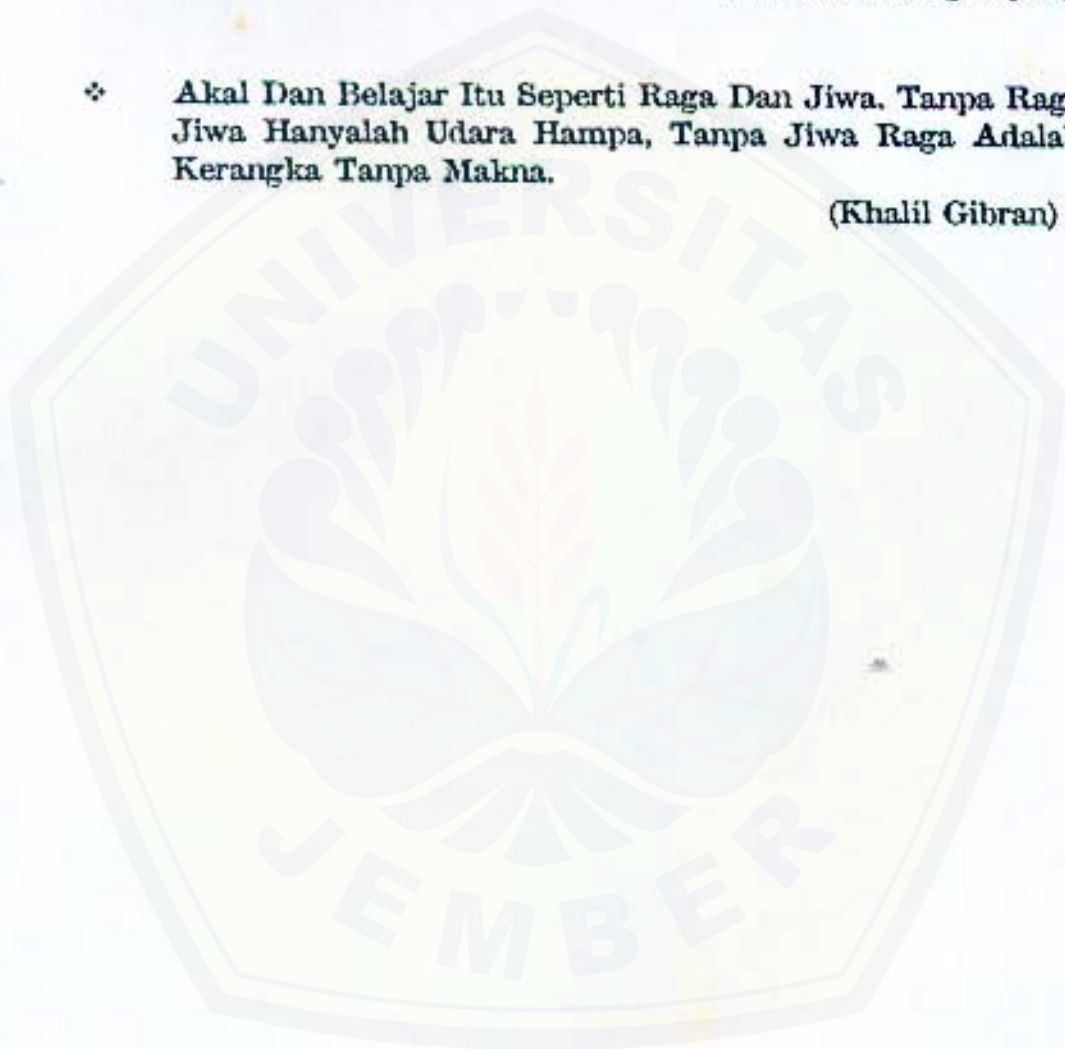 ❖ Akal Dan Belajar Itu Seperti Raga Dan Jiwa. Tanpa Rag
Jiwa Hanyalah Udara Hampa, Tanpa Jiwa Raga Adala
Kerangka Tanpa Makna.
(Khalil Gibran)
UNIVERSITAS
JEMBER